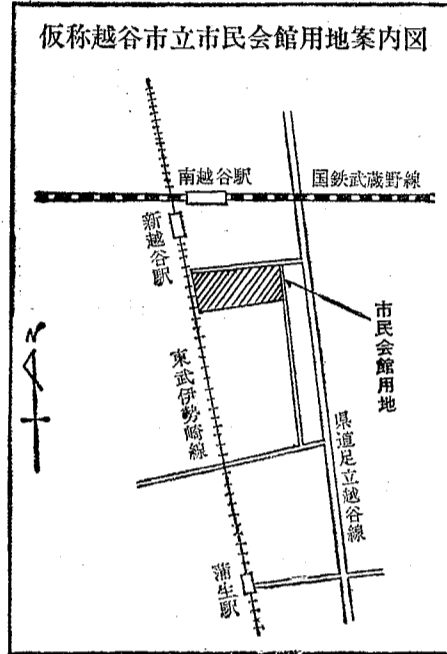 仮称越谷市立市民会館用地案内図
南越谷駅
国鉄武蔵野線
新越谷駅
市民会館用地
東武伊勢崎線
県道足立越谷線
蒲生駅
N